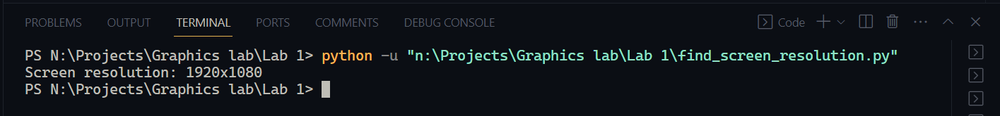 PROBLEMS OUTPUT TERMINAL PORTS COMMENTS DEBUG CONSOLE Code
PS N:\Projects\Graphics lab\Lab 1> python -u "n:\Projects\Graphics lab\Lab 1\find_screen_resolution.py"
Screen resolution: 1920x1080
PS N:\Projects\Graphics lab\Lab 1>